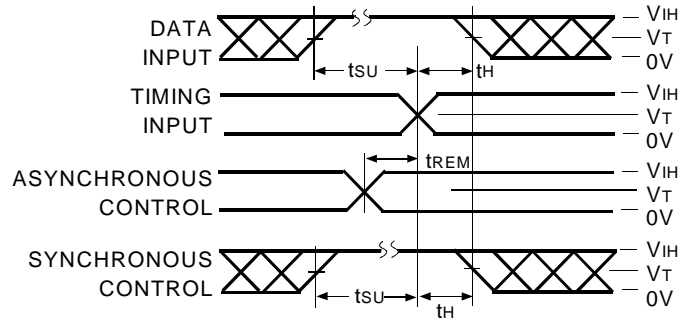 DATA
INPUT
tSU
tH
VIH
VT
0V
TIMING
INPUT
VIH
VT
0V
tREM
ASYNCHRONOUS
CONTROL
VIH
VT
0V
SYNCHRONOUS
CONTROL
tSU
tH
VIH
VT
0V